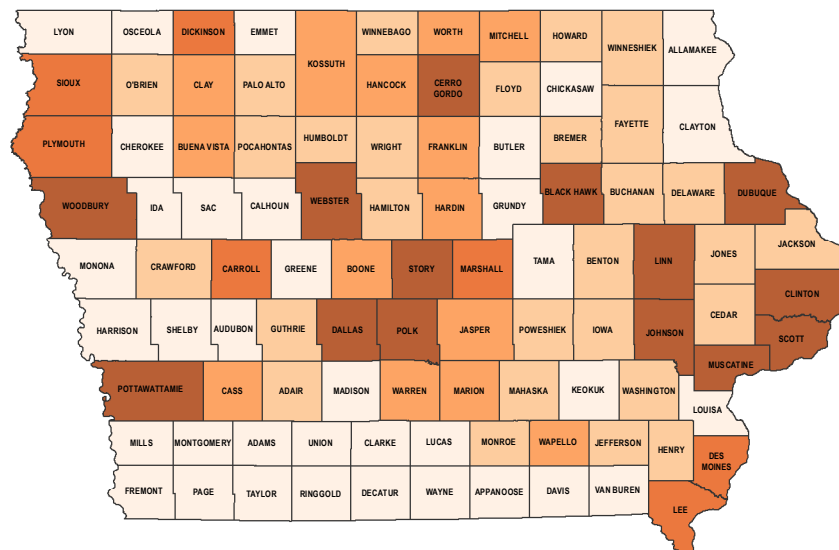 LYON
OSCEOLA
DICKINSON
EMMET
KOSSUTH
WINNEBAGO
WORTH
MITCHELL
HOWARD
WINNESHIEK
ALLAMAKEE
SIOUX
O'BRIEN
CLAY
PALO ALTO
HANCOCK
CERRO
GORDO
FLOYD
CHICKASAW
FAYETTE
CLAYTON
PLYMOUTH
CHEROKEE
BUENA VISTA
POCAHONTAS
HUMBOLDT
WRIGHT
FRANKLIN
BUTLER
BREMER
WOODBURY
IDA
SAC
CALHOUN
WEBSTER
HAMILTON
HARDIN
GRUNDY
BLACK HAWK
BUCHANAN
DELAWARE
DUBUQUE
MONONA
CRAWFORD
CARROLL
GREENE
BOONE
STORY
MARSHALL
TAMA
BENTON
LINN
JONES
JACKSON
CLINTON
HARRISON
SHELBY
AUDUBON
GUTHRIE
DALLAS
POLK
JASPER
POWESHIEK
IOWA
JOHNSON
CEDAR
SCOTT
MUSCATINE
POTTAWATTAMIE
CASS
ADAIR
MADISON
WARREN
MARION
MAHASKA
KEOKUK
WASHINGTON
LOUISA
MILLS
MONTGOMERY
ADAMS
UNION
CLARKE
LUCAS
MONROE
WAPELLO
JEFFERSON
HENRY
DES
MOINES
FREMONT
PAGE
TAYLOR
RINGGOLD
DECATUR
WAYNE
APPANOOSE
DAVIS
VAN BUREN
LEE